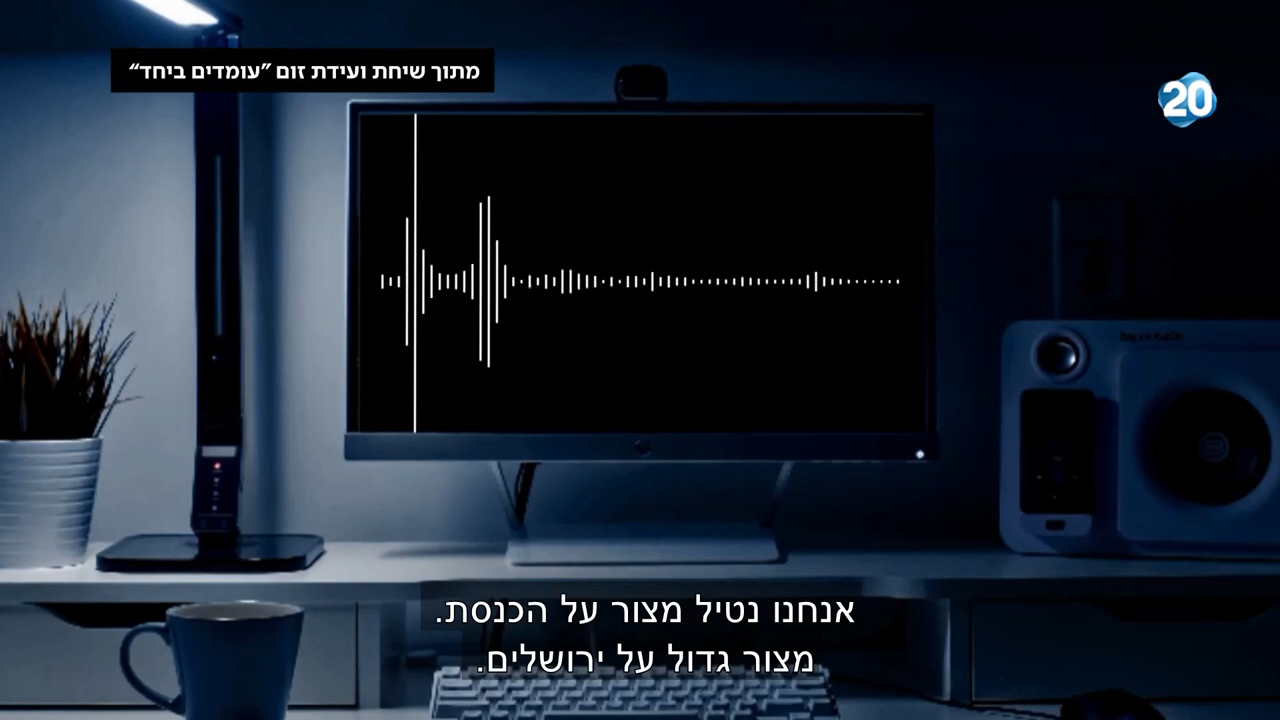 מתוך שיחת ועידת זום ״עומדים ביחד״
20
אנחנו נטיל מצור על הכנסת.
מצור גדול על ירושלים.